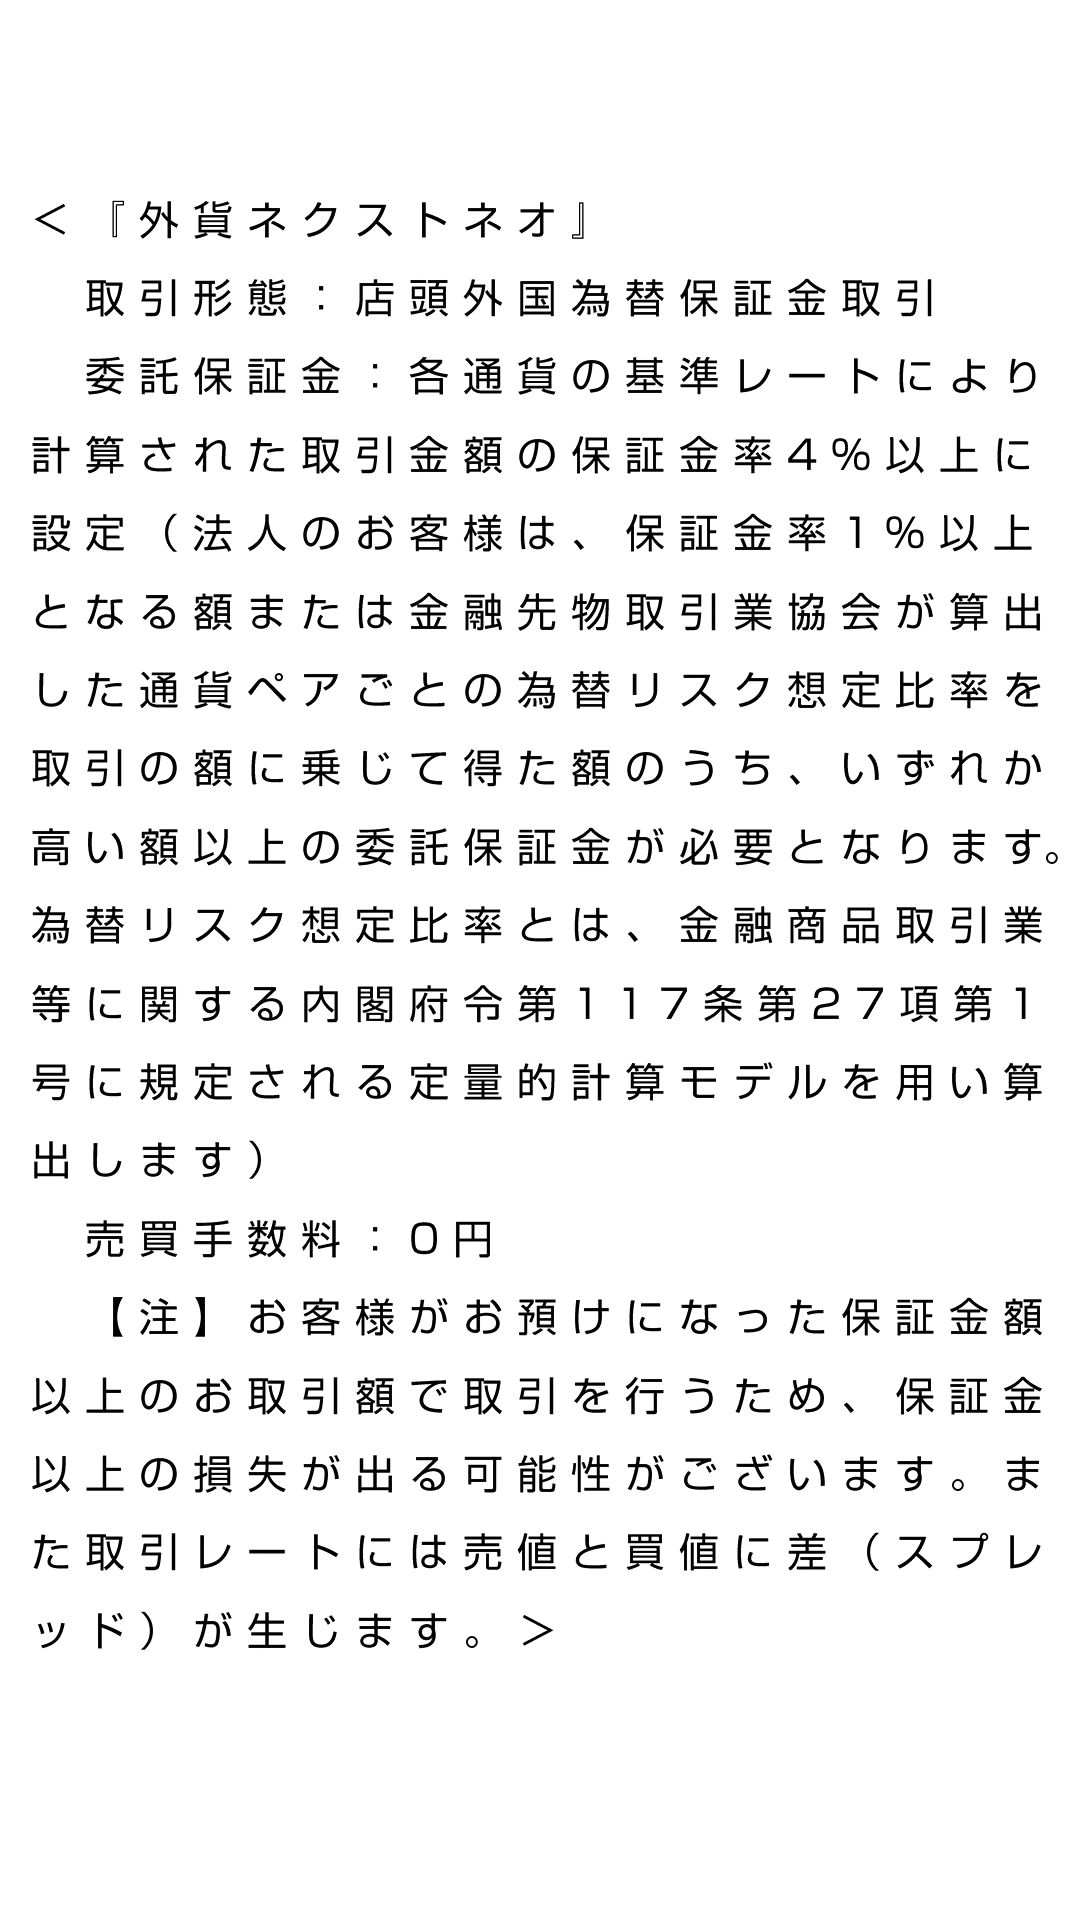 ＜『外貨ネクストネオ』
　取引形態：店頭外国為替保証金取引
　委託保証金：各通貨の基準レートにより
計算された取引金額の保証金率4％以上に
設定（法人のお客様は、保証金率1％以上
となる額または金融先物取引業協会が算出
した通貨ペアごとの為替リスク想定比率を
取引の額に乗じて得た額のうち、いずれか
高い額以上の委託保証金が必要となります。
為替リスク想定比率とは、金融商品取引業
等に関する内閣府令第117条第27項第1
号に規定される定量的計算モデルを用い算
出します）
　売買手数料：0円
　【注】お客様がお預けになった保証金額
以上のお取引額で取引を行うため、保証金
以上の損失が出る可能性がございます。ま
た取引レートには売値と買値に差（スプレ
ッド）が生じます。＞